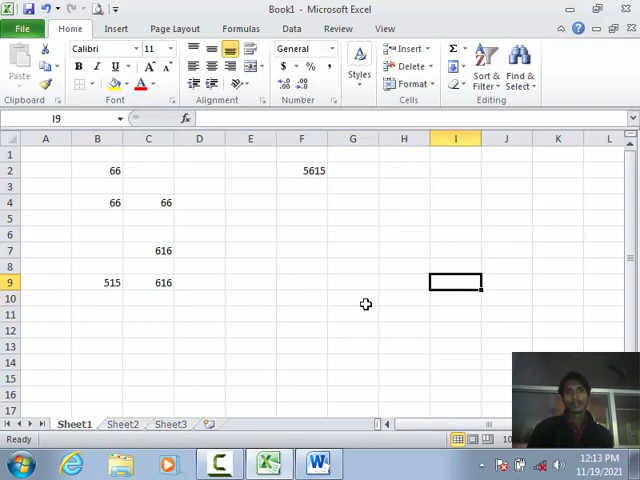 Book1 - Microsoft Excel
File Home Insert Page Layout Formulas Data Review View
Paste Calibri 11 General Styles Insert Delete Format Sort & Filter Find & Select
B I U A $ % ,
Clipboard Font Alignment Number Cells Editing
I9 fx
A B C D E F G H I J K L
1
2 66 5615
3
4 66 66
5
6
7 616
8
9 515 616
10
11
12
13
14
15
16
17
Sheet1 Sheet2 Sheet3
Ready 10
12:13 PM
11/19/2021